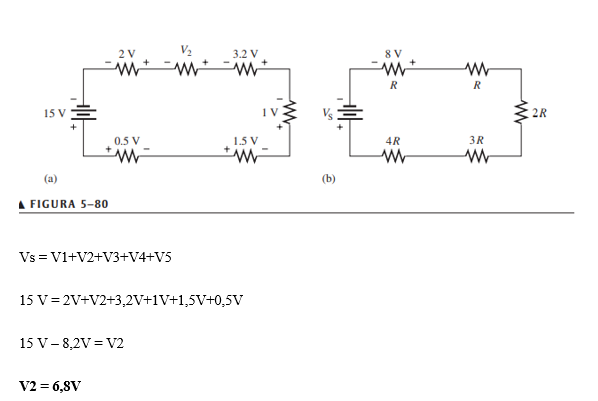 2 V V2 3.2 V 8 V
- + - + - + - +
R R
- - - -
15 V 1 V Vs 2R
+ + + 
0.5 V 1.5 V 4R 3R
+ - + -
(a) (b)
▲ FIGURA 5–80
Vs = V1+V2+V3+V4+V5
15 V = 2V+V2+3,2V+1V+1,5V+0,5V
15 V – 8,2V = V2
V2 = 6,8V